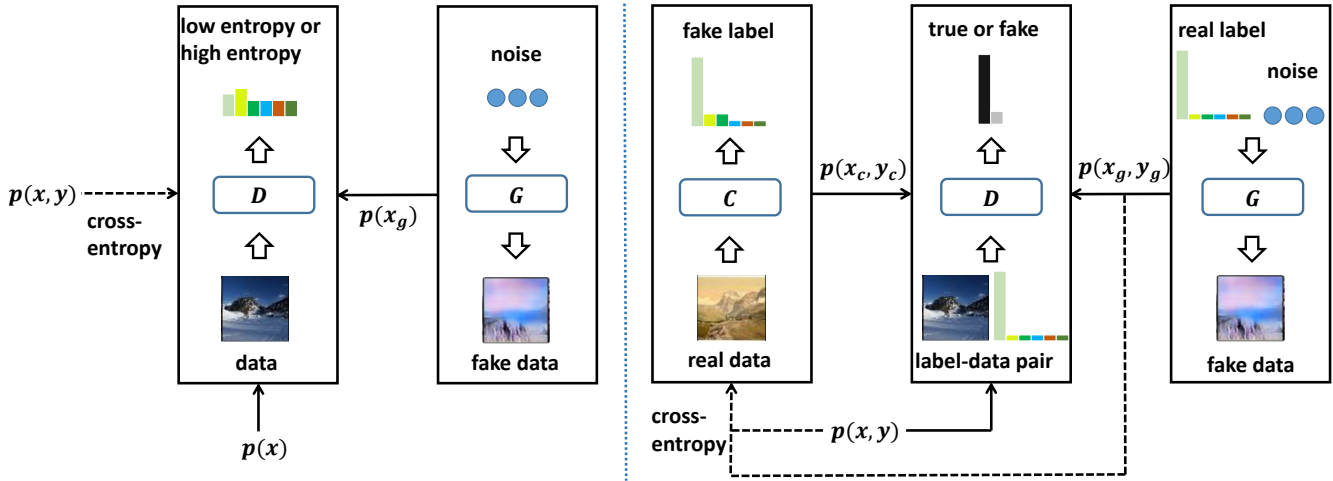 low entropy or
high entropy
D
data
p(x, y)
cross-
entropy
p(x)
noise
G
fake data
p(x_g)
fake label
C
real data
p(x_c, y_c)
true or fake
D
label-data pair
p(x_g, y_g)
real label
noise
G
fake data
cross-
entropy
p(x, y)